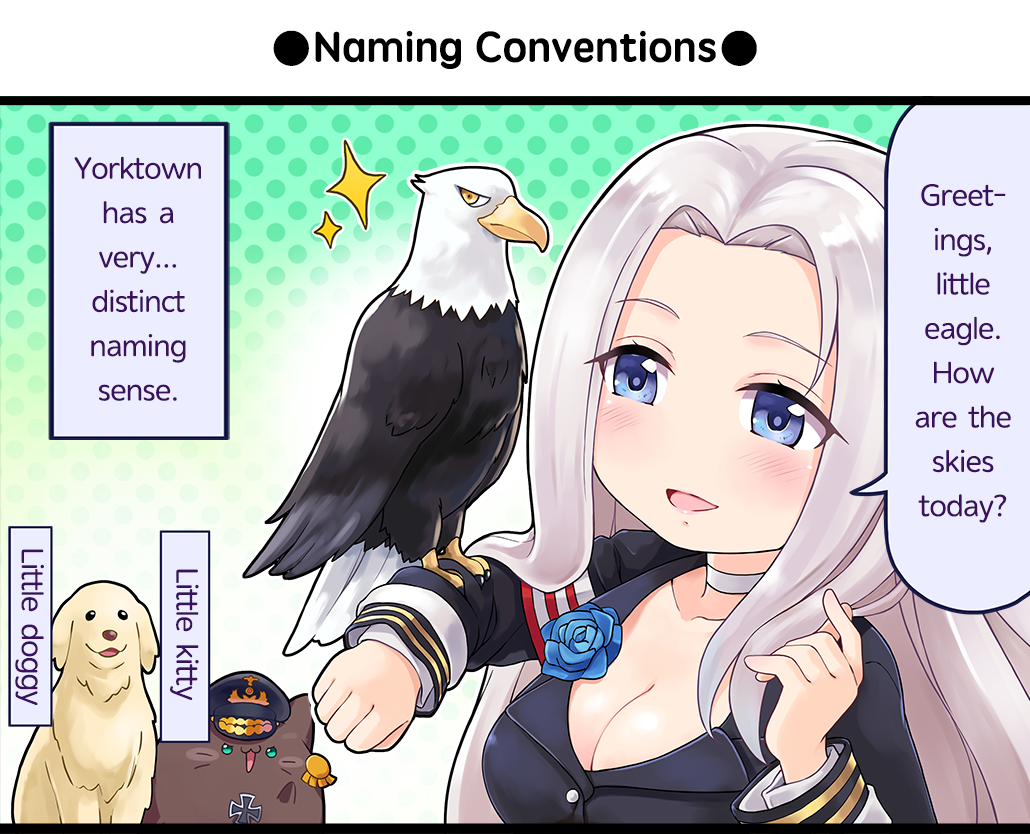 ●Naming Conventions●
Yorktown
has a
very...
distinct
naming
sense.
Greet-
ings,
little
eagle.
How
are the
skies
today?
Little doggy
Little kitty